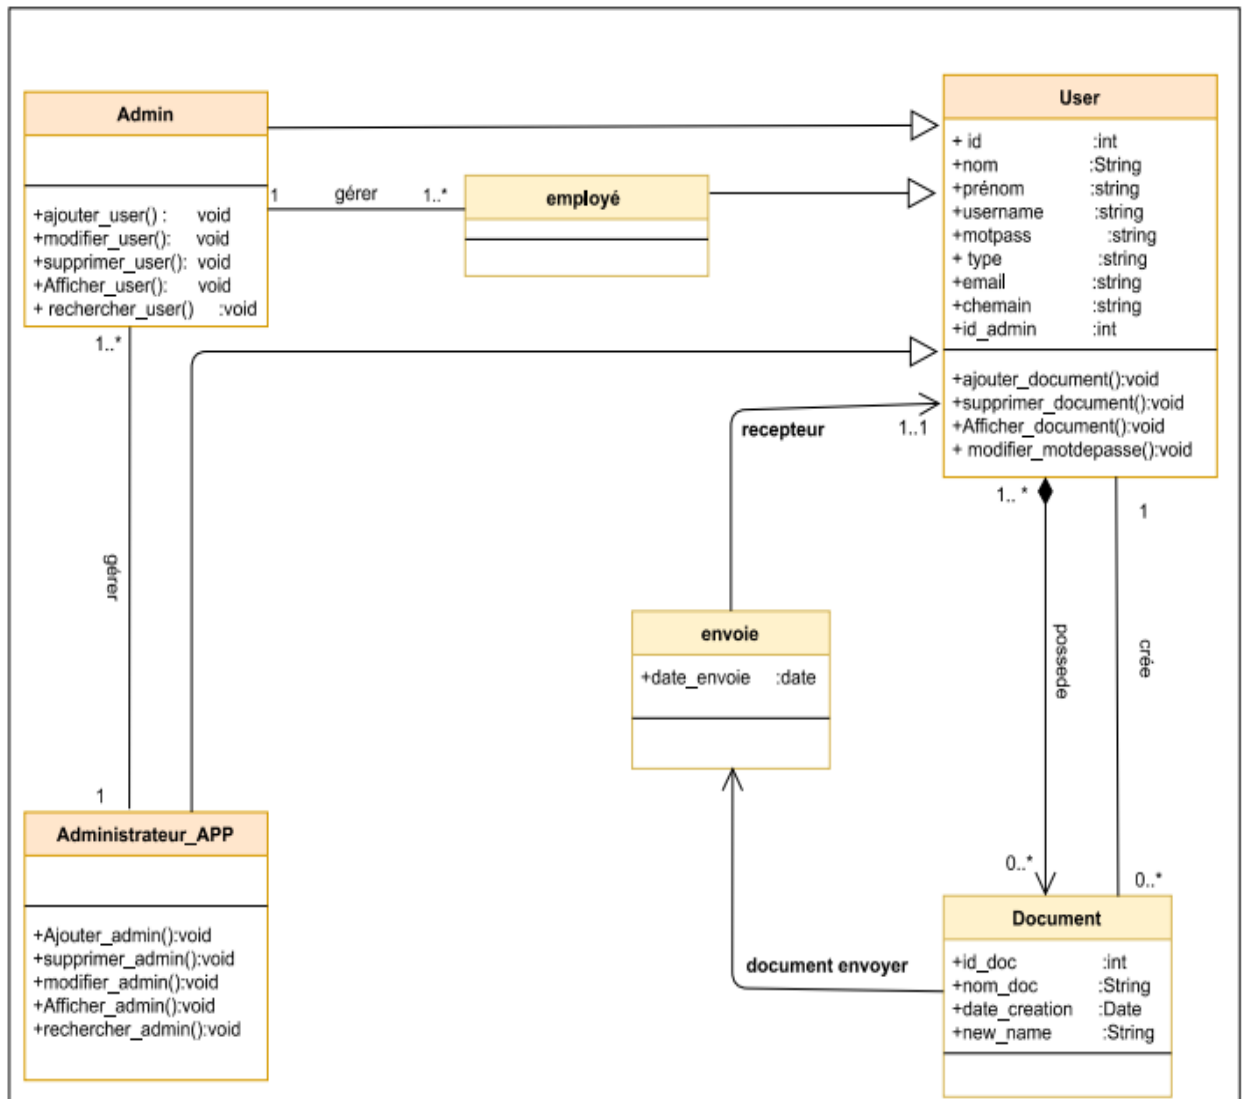 Admin
+ajouter_user() : void
+modifier_user(): void
+supprimer_user(): void
+Afficher_user(): void
+ rechercher_user() :void
1
gérer
1..*
employé
User
+ id :int
+nom :String
+prénom :string
+username :string
+motpass :string
+ type :string
+email :string
+chemain :string
+id_admin :int
+ajouter_document():void
+supprimer_document():void
+Afficher_document():void
+ modifier_motdepasse():void
1..*
gérer
1
recepteur
1..1
1.. *
1
possede
crée
0..*
0..*
envoie
+date_envoie :date
document envoyer
Administrateur_APP
+Ajouter_admin():void
+supprimer_admin():void
+modifier_admin():void
+Afficher_admin():void
+rechercher_admin():void
Document
+id_doc :int
+nom_doc :String
+date_creation :Date
+new_name :String